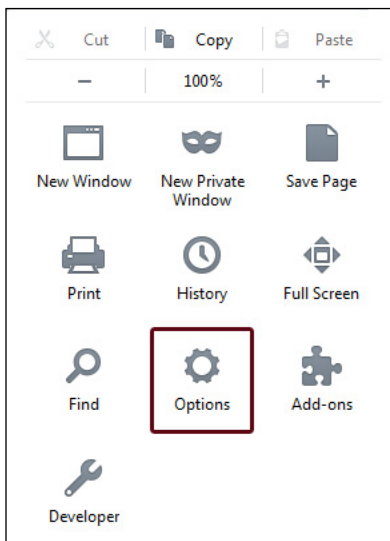 Cut Copy Paste
− 100% +
New Window New Private Window Save Page
Print History Full Screen
Find Options Add-ons
Developer